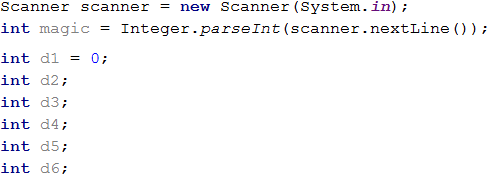 Scanner scanner = new Scanner(System.in);
int magic = Integer.parseInt(scanner.nextLine());
int d1 = 0;
int d2;
int d3;
int d4;
int d5;
int d6;